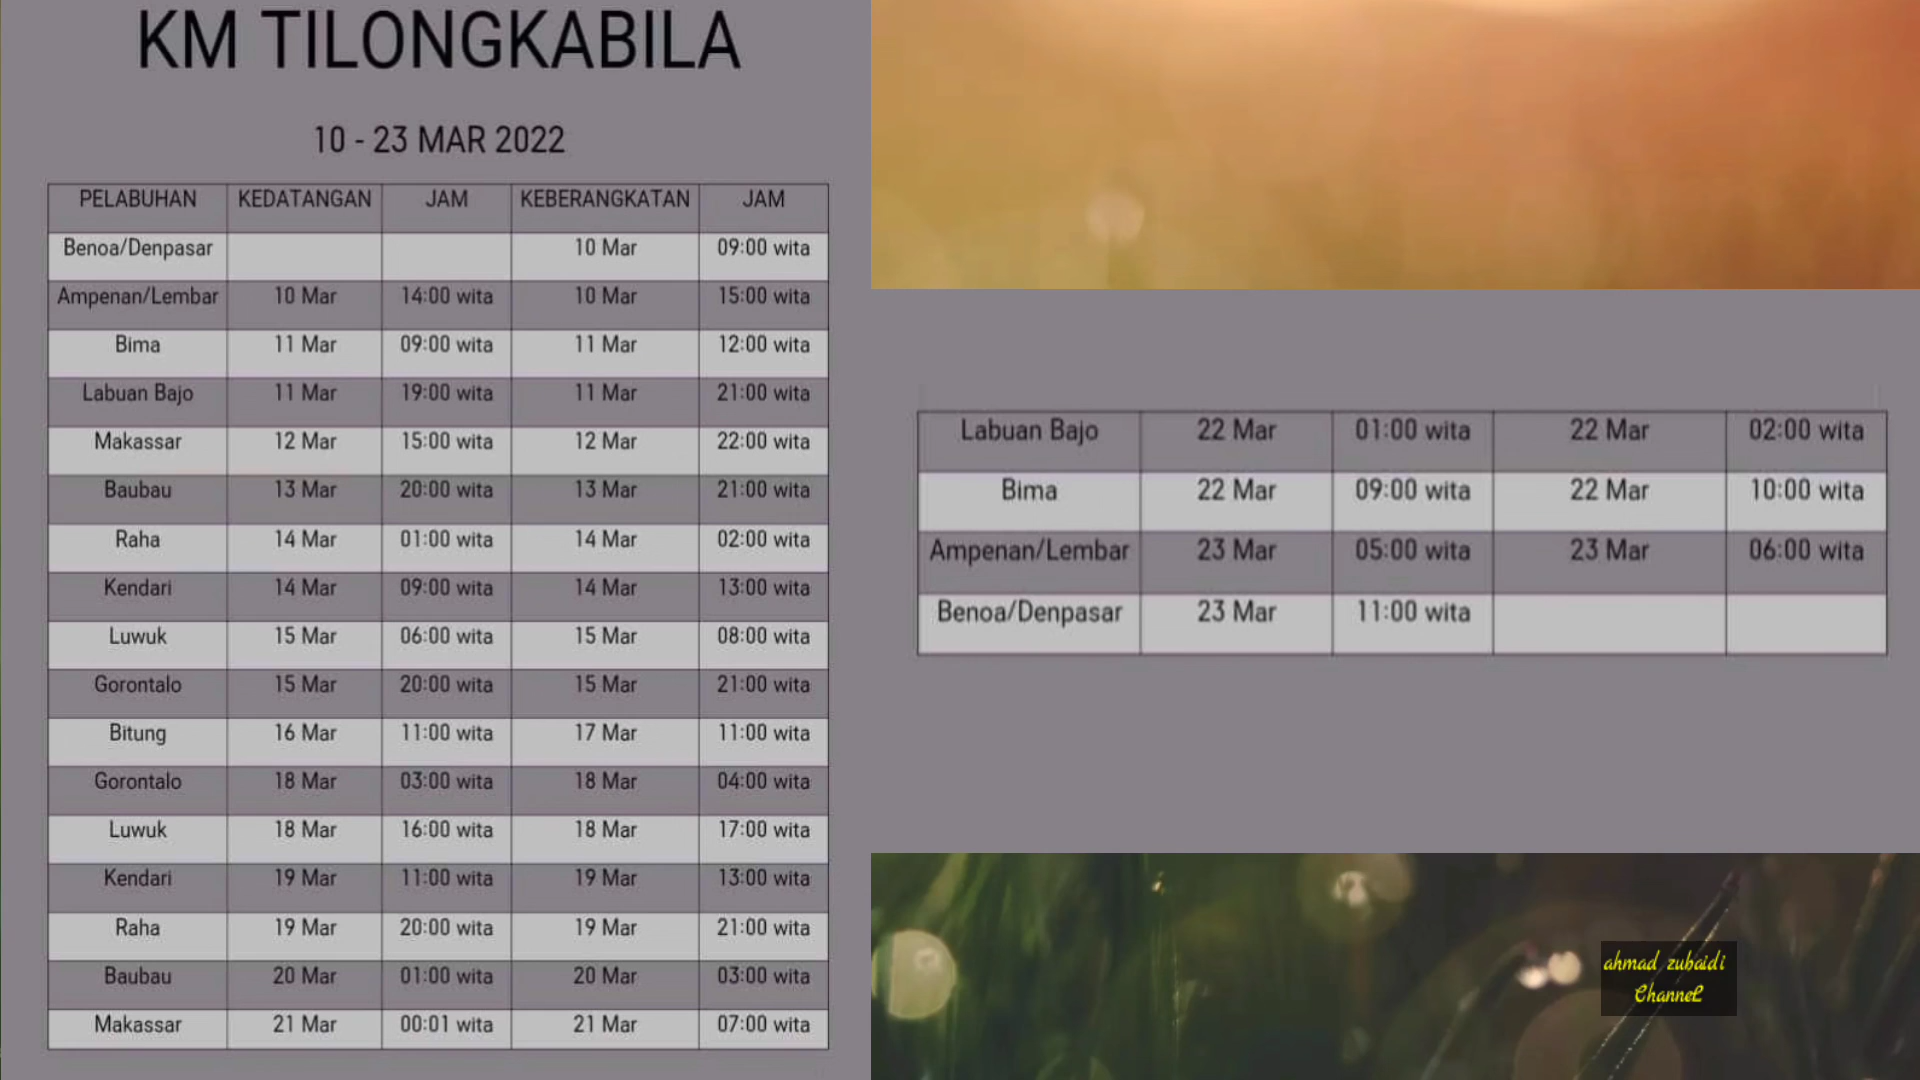 KM TILONGKABILA
10 - 23 MAR 2022
PELABUHAN KEDATANGAN JAM KEBERANGKATAN JAM
Benoa/Denpasar 10 Mar 09:00 wita
Ampenan/Lembar 10 Mar 14:00 wita 10 Mar 15:00 wita
Bima 11 Mar 09:00 wita 11 Mar 12:00 wita
Labuan Bajo 11 Mar 19:00 wita 11 Mar 21:00 wita
Makassar 12 Mar 15:00 wita 12 Mar 22:00 wita
Baubau 13 Mar 20:00 wita 13 Mar 21:00 wita
Raha 14 Mar 01:00 wita 14 Mar 02:00 wita
Kendari 14 Mar 09:00 wita 14 Mar 13:00 wita
Luwuk 15 Mar 06:00 wita 15 Mar 08:00 wita
Gorontalo 15 Mar 20:00 wita 15 Mar 21:00 wita
Bitung 16 Mar 11:00 wita 17 Mar 11:00 wita
Gorontalo 18 Mar 03:00 wita 18 Mar 04:00 wita
Luwuk 18 Mar 16:00 wita 18 Mar 17:00 wita
Kendari 19 Mar 11:00 wita 19 Mar 13:00 wita
Raha 19 Mar 20:00 wita 19 Mar 21:00 wita
Baubau 20 Mar 01:00 wita 20 Mar 03:00 wita
Makassar 21 Mar 00:01 wita 21 Mar 07:00 wita
Labuan Bajo 22 Mar 01:00 wita 22 Mar 02:00 wita
Bima 22 Mar 09:00 wita 22 Mar 10:00 wita
Ampenan/Lembar 23 Mar 05:00 wita 23 Mar 06:00 wita
Benoa/Denpasar 23 Mar 11:00 wita
ahmad zubaidi
Channel